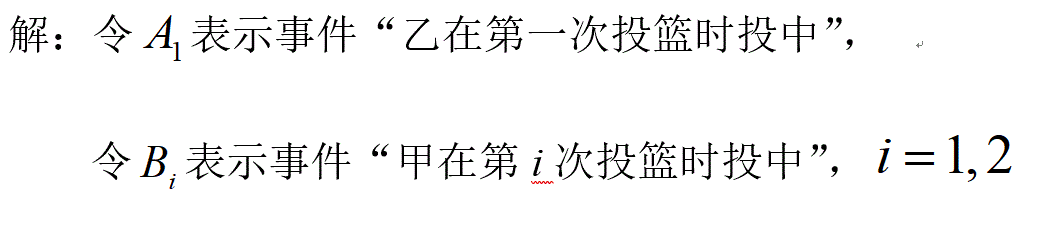 解：令 A₁ 表示事件“乙在第一次投篮时投中”，
令 Bᵢ 表示事件“甲在第 i 次投篮时投中”， i = 1, 2